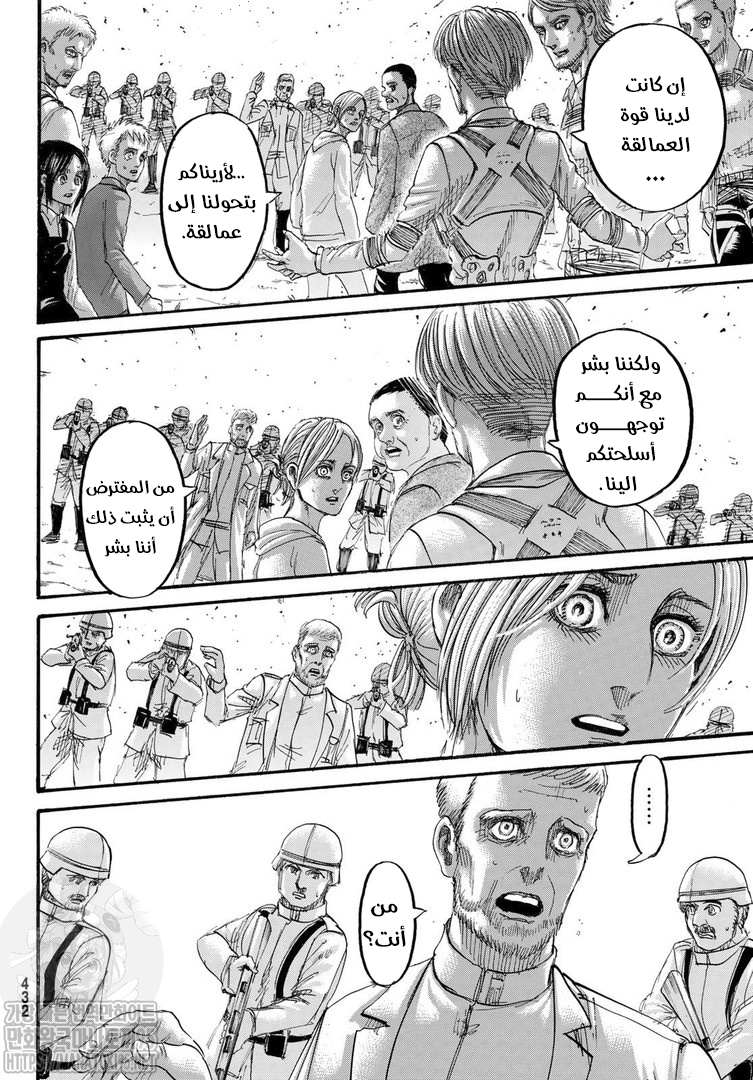 إن كانت
لدينا قوة
العمالقة
...
...لأريناكم
بتحولنا إلى
عمالقة.
ولكننا بشر
مع أنكم
توجهون
أسلحتكم
الينا.
من المفترض
أن يثبت ذلك
أننا بشر
.....
من
أنت؟
432